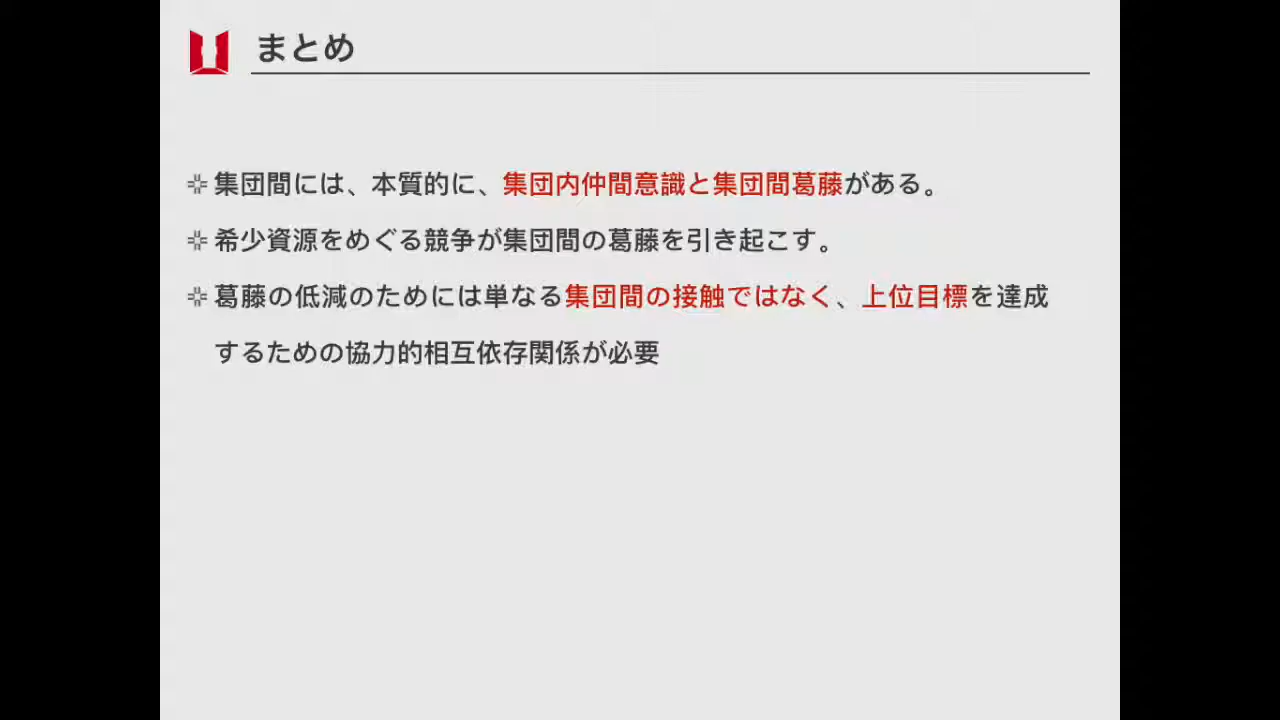 まとめ
集団間には、本質的に、集団内仲間意識と集団間葛藤がある。
希少資源をめぐる競争が集団間の葛藤を引き起こす。
葛藤の低減のためには単なる集団間の接触ではなく、上位目標を達成
するための協力的相互依存関係が必要